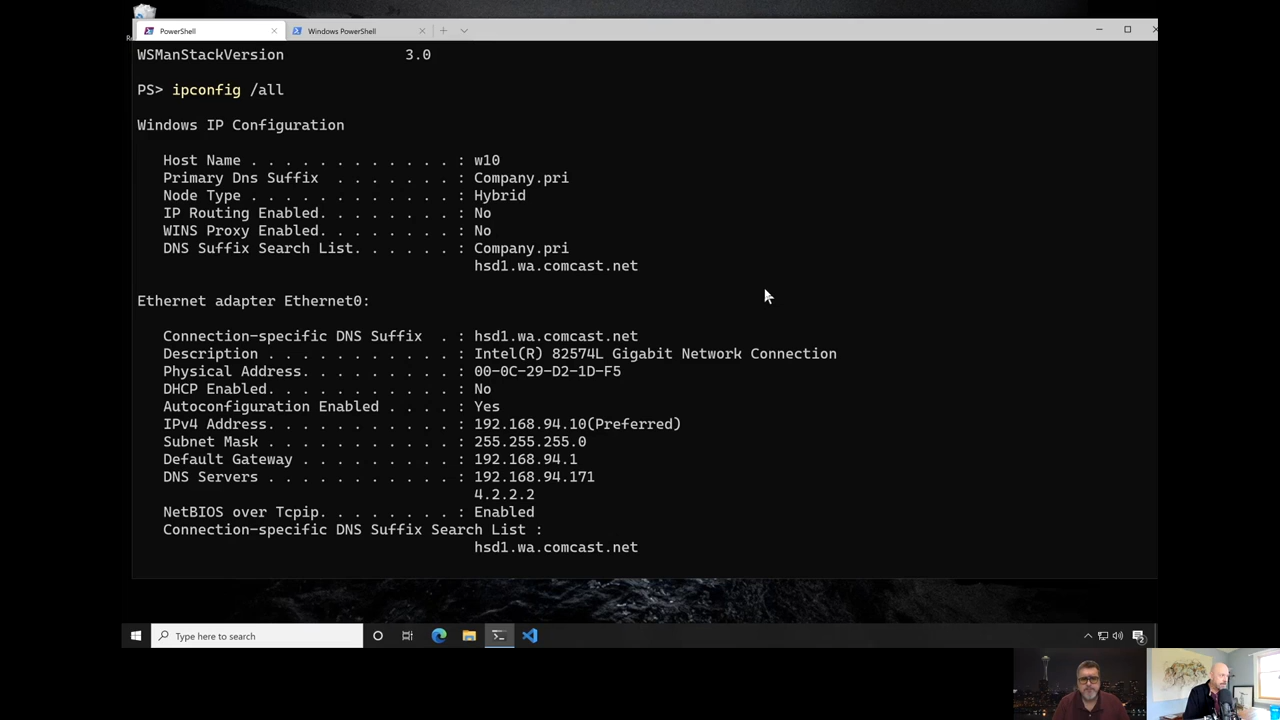 PowerShell
Windows PowerShell
WSManStackVersion 3.0
PS> ipconfig /all
Windows IP Configuration
Host Name . . . . . . . . . . . . : w10
Primary Dns Suffix . . . . . . . : Company.pri
Node Type . . . . . . . . . . . . : Hybrid
IP Routing Enabled. . . . . . . . : No
WINS Proxy Enabled. . . . . . . . : No
DNS Suffix Search List. . . . . . : Company.pri
hsd1.wa.comcast.net
Ethernet adapter Ethernet0:
Connection-specific DNS Suffix . : hsd1.wa.comcast.net
Description . . . . . . . . . . . : Intel(R) 82574L Gigabit Network Connection
Physical Address. . . . . . . . . : 00-0C-29-D2-1D-F5
DHCP Enabled. . . . . . . . . . . : No
Autoconfiguration Enabled . . . . : Yes
IPv4 Address. . . . . . . . . . . : 192.168.94.10(Preferred)
Subnet Mask . . . . . . . . . . . : 255.255.255.0
Default Gateway . . . . . . . . . : 192.168.94.1
DNS Servers . . . . . . . . . . . : 192.168.94.171
4.2.2.2
NetBIOS over Tcpip. . . . . . . . : Enabled
Connection-specific DNS Suffix Search List :
hsd1.wa.comcast.net
Type here to search
2